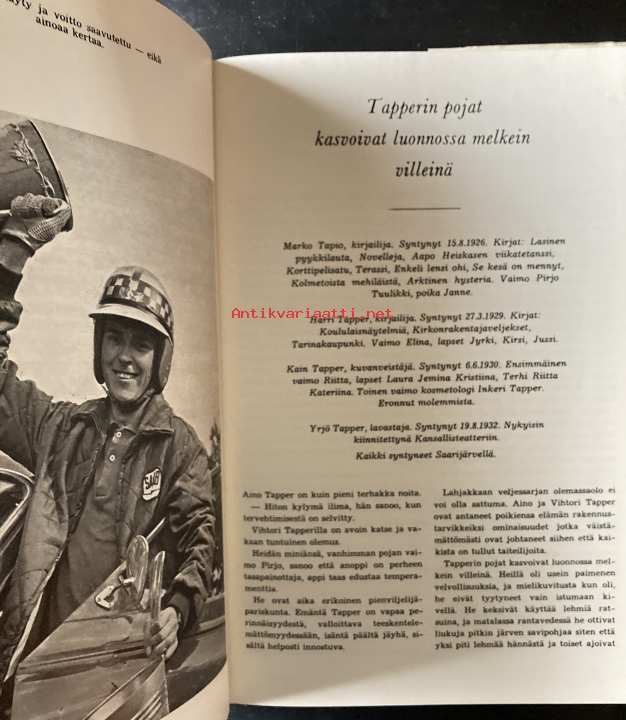 äyty ja voitto saavutettu — eikä
ainoaa kertaa.
SAAB
Tapperin pojat
kasvoivat luonnossa melkein
villeinä
Marko Tapio, kirjailija. Syntynyt 15.8.1926. Kirjat: Lasinen
pyykkilauta, Novelleja, Aapo Heiskasen viikatetanssi,
Korttipelisatu, Terassi, Enkeli lensi ohi, Se kesä on mennyt,
Kolmetoista mehiläistä, Arktinen hysteria. Vaimo Pirjo
Tuulikki, poika Janne.
Antikvariaatti.net
Harri Tapper, kirjailija. Syntynyt 27.3.1929. Kirjat:
Koululaisnäytelmiä, Kirkonrakentajaveljekset,
Tarinakaupunki. Vaimo Elina, lapset Jyrki, Kirsi, Jussi.
Kain Tapper, kuvanveistäjä. Syntynyt 6.6.1930. Ensimmäinen
vaimo Riitta, lapset Laura Jemina Kristiina, Terhi Riitta
Kateriina. Toinen vaimo kosmetologi Inkeri Tapper.
Eronnut molemmista.
Yrjö Tapper, lavastaja. Syntynyt 19.8.1932. Nykyisin
kiinnitettynä Kansallisteatteriin.
Kaikki syntyneet Saarijärvellä.
Aino Tapper on kuin pieni terhakka noita.
— Hiton kylymä ilima, hän sanoo, kun
tervehtimisestä on selvitty.
Vihtori Tapperilla on avoin katse ja va-
kaan tuntuinen olemus.
Heidän miniänsä, vanhimman pojan vai-
mo Pirjo, sanoo että anoppi on perheen
tasapainottaja, appi taas edustaa tempera-
menttia.
He ovat aika erikoinen pienviljelijä-
pariskunta. Emäntä Tapper on vapaa pe-
rinnäisyydestä, valloittava teeskentele-
mättömyydessään, isäntä päältä jäyhä, si-
sältä helposti innostuva.
Lahjakkaan veljessarjan olemassaolo ei
voi olla sattuma. Aino ja Vihtori Tapper
ovat antaneet poikiensa elämän rakennus-
tarvikkeiksi ominaisuudet jotka väistä-
mättömästi ovat johtaneet siihen että kai-
kista on tullut taiteilijoita.
Tapperin pojat kasvoivat luonnossa mel-
kein villeinä. Heillä oli usein paimenen
velvollisuuksia, ja mielikuvitusta kun oli,
he eivät tyytyneet vain istumaan ki-
vellä. He keksivät käyttää lehmiä rat-
suina, ja matalassa rantavedessä he ottivat
liukuja pitkin järven savipohjaa siten että
yksi piti lehmää hännästä ja toiset ajoivat